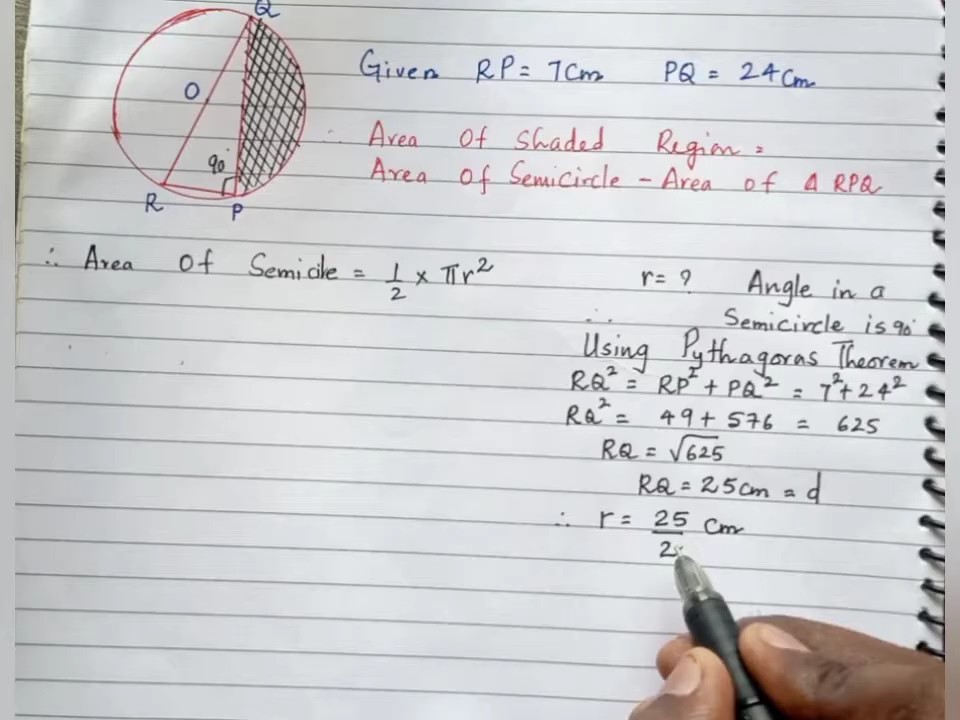 Q
O
90°
R
P
Given RP = 7cm PQ = 24cm
∴ Area Of Shaded Region =
Area Of Semicircle - Area of Δ RPQ
∴ Area Of Semicile = 1/2 × πr²
r = ? Angle in a
∴ Semicircle is 90°
Using Pythagoras Theorem
RQ² = RP² + PQ² = 7² + 24²
RQ² = 49 + 576 = 625
RQ = √625
RQ = 25cm = d
∴ r = 25/2 cm